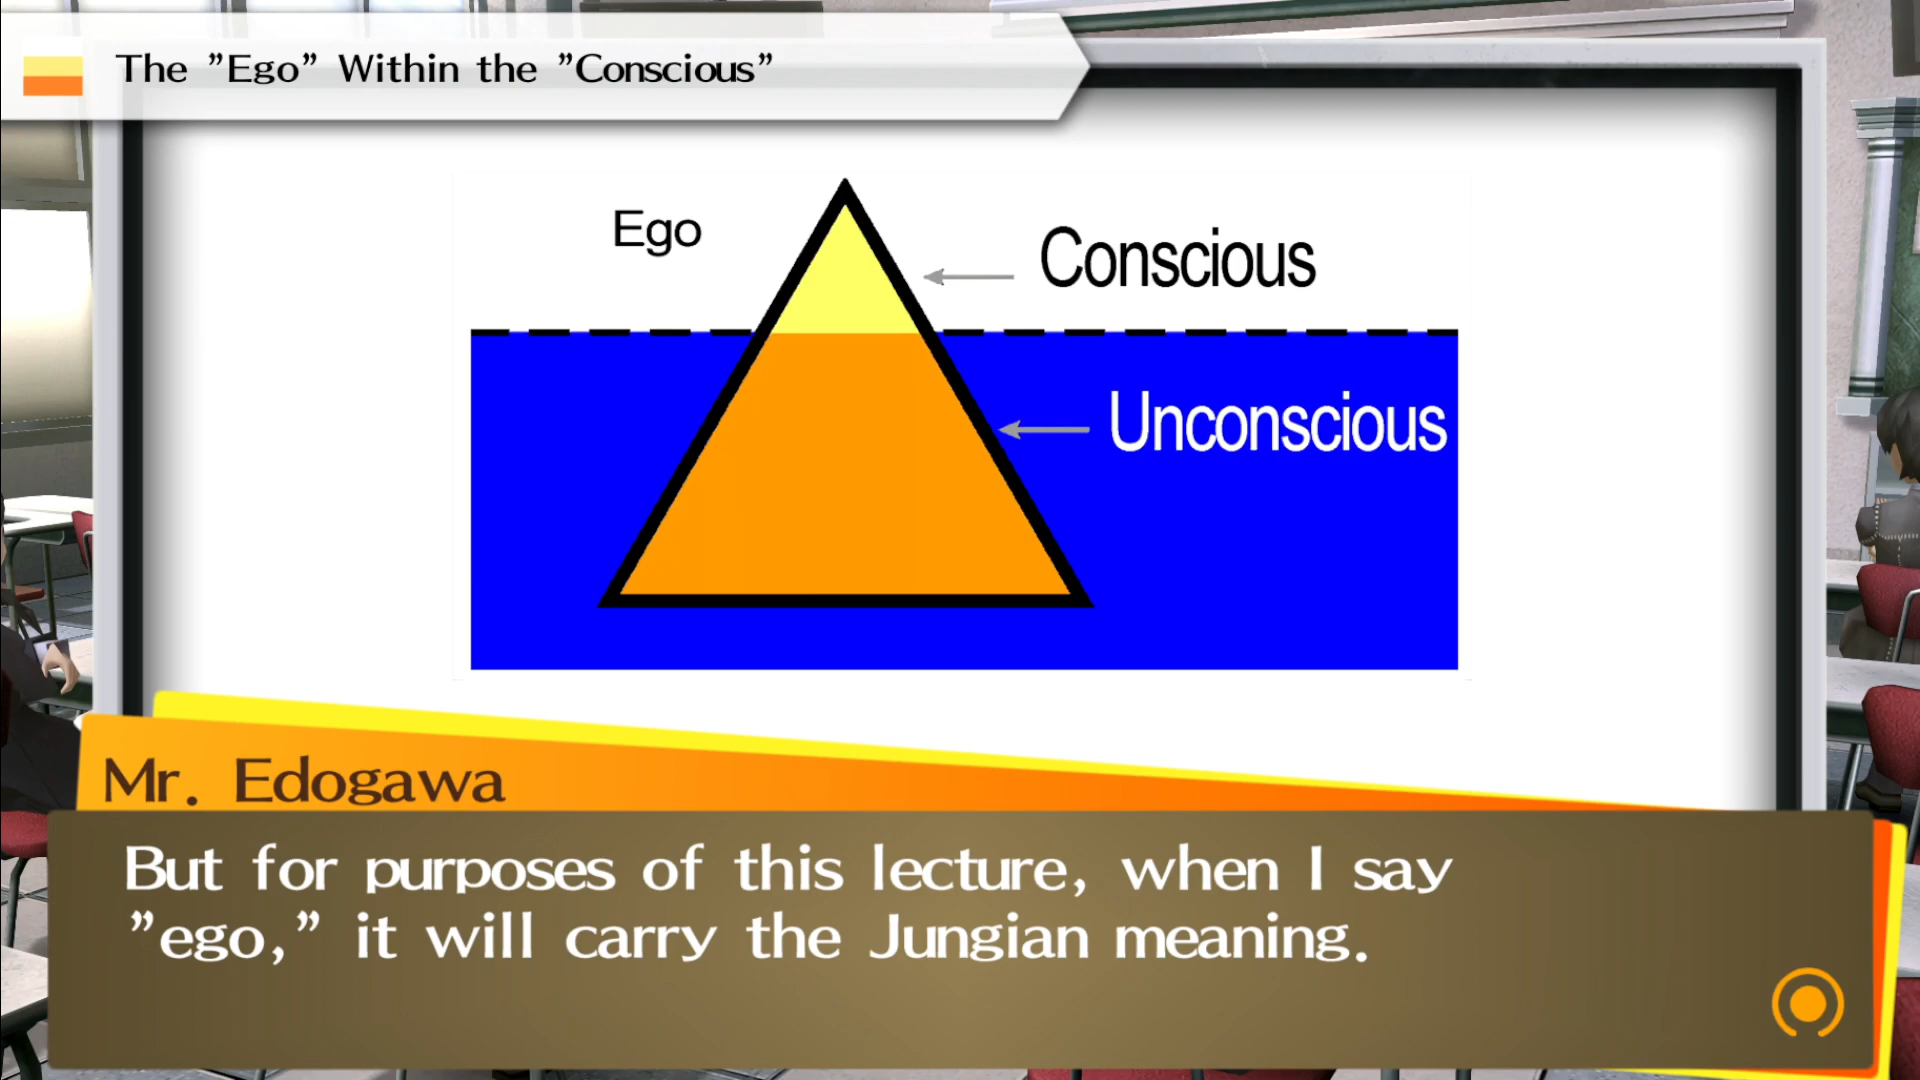 The ”Ego” Within the ”Conscious”
Ego
Conscious
Unconscious
Mr. Edogawa
But for purposes of this lecture, when I say
”ego,” it will carry the Jungian meaning.